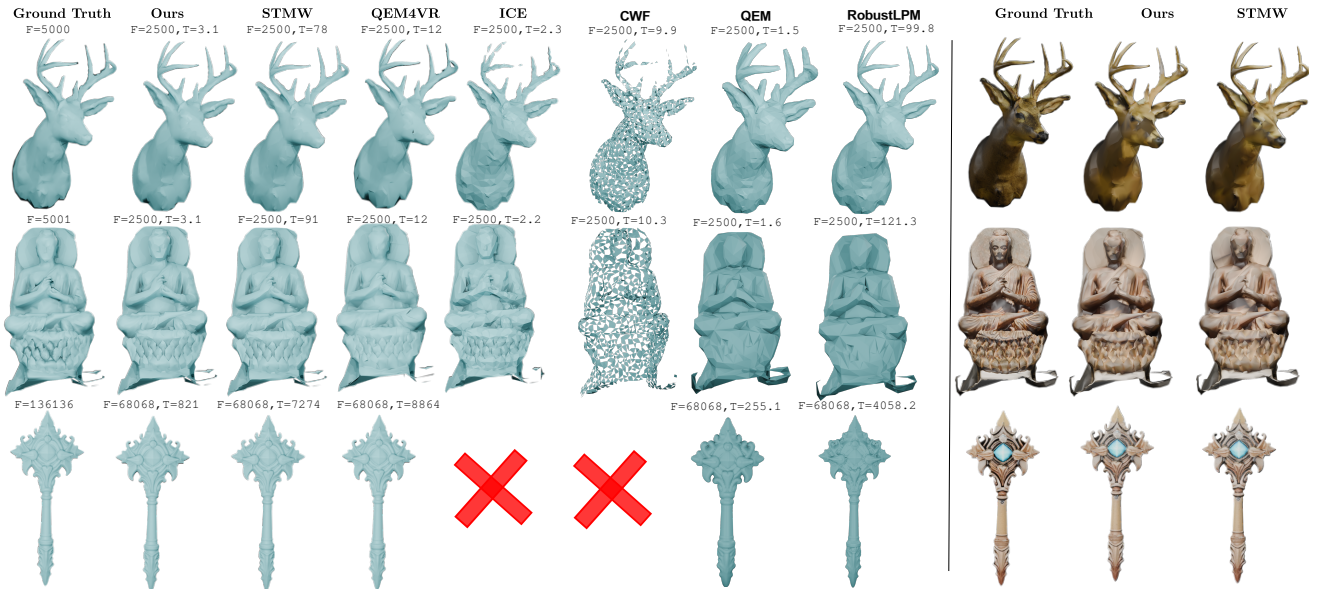 Ground Truth Ours STMW QEM4VR ICE CWF QEM RobustLPM Ground Truth Ours STMW
F=5000 F=2500,T=3.1 F=2500,T=78 F=2500,T=12 F=2500,T=2.3 F=2500,T=9.9 F=2500,T=1.5 F=2500,T=99.8
F=5001 F=2500,T=3.1 F=2500,T=91 F=2500,T=12 F=2500,T=2.2 F=2500,T=10.3 F=2500,T=1.6 F=2500,T=121.3
F=136136 F=68068,T=821 F=68068,T=7274 F=68068,T=8864 F=68068,T=255.1 F=68068,T=4058.2